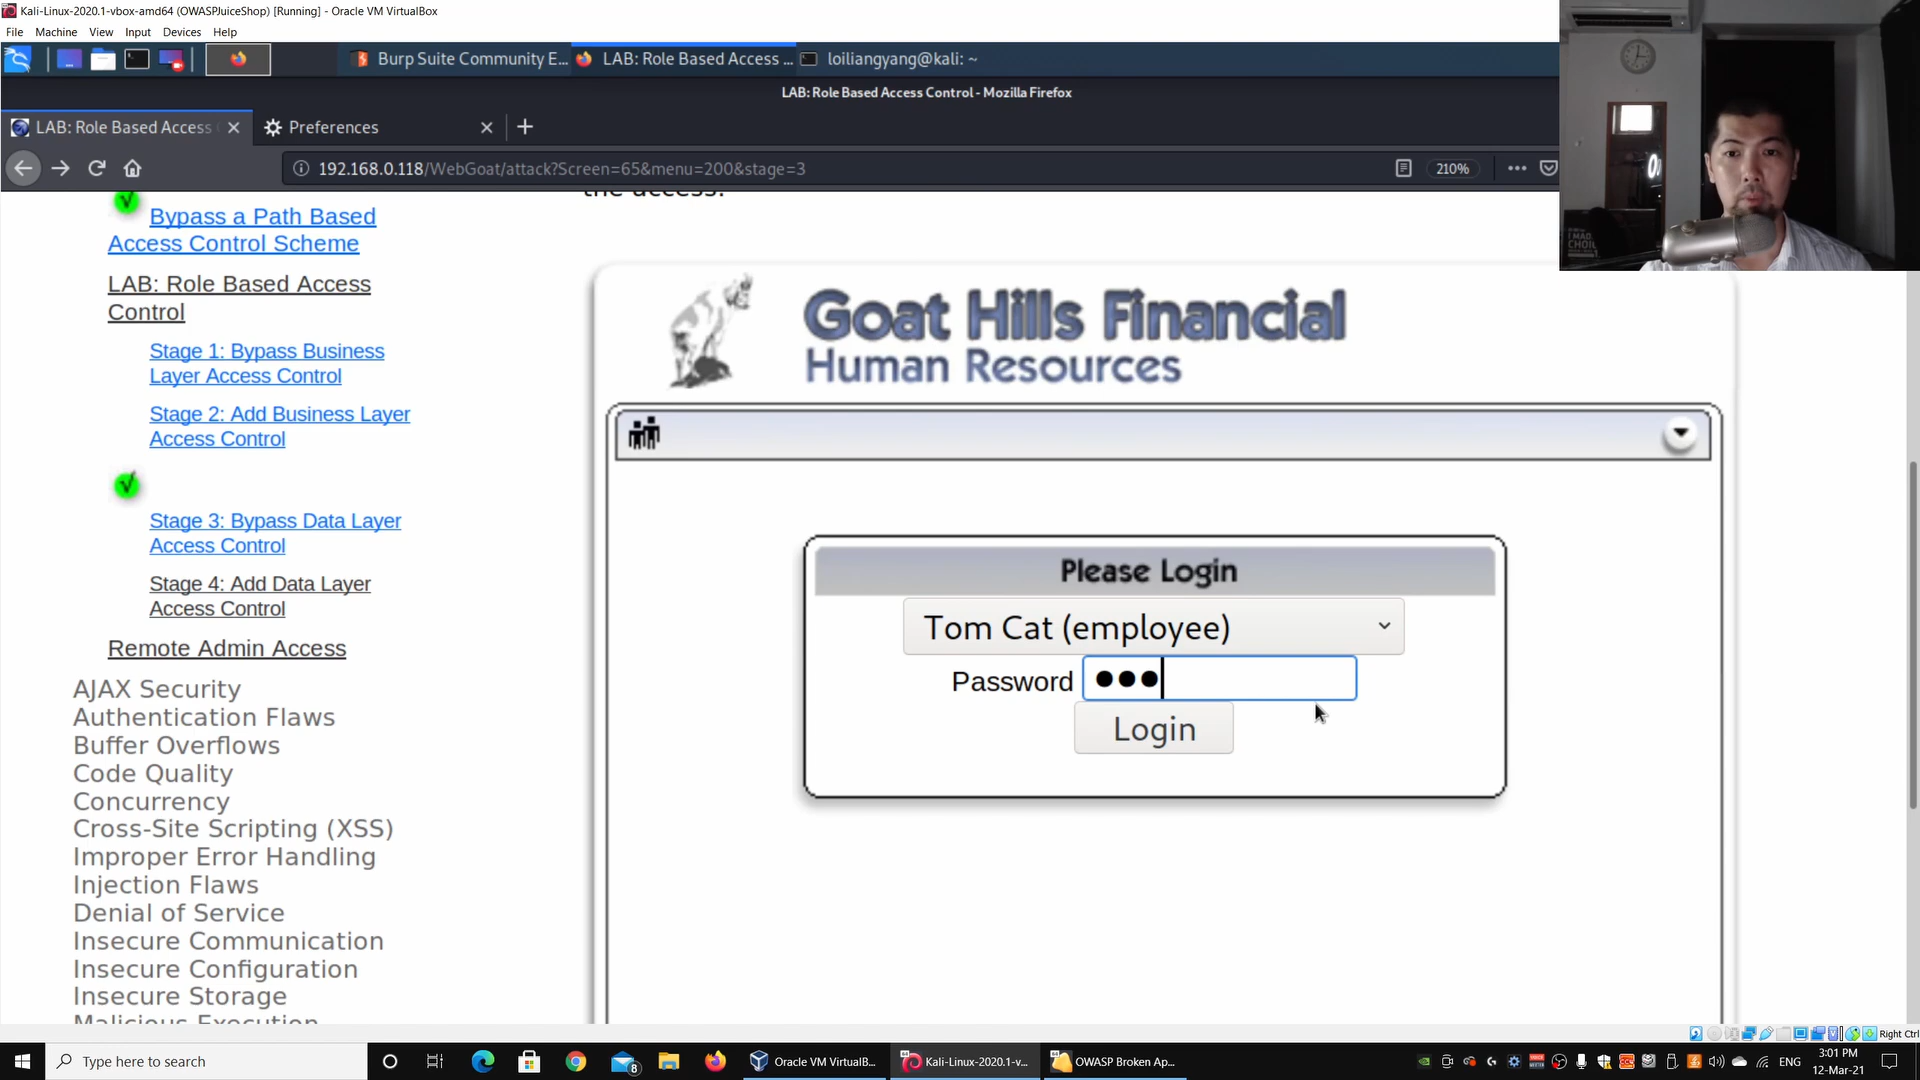 Kali-Linux-2020.1-vbox-amd64 (OWASPJuiceShop) [Running] - Oracle VM VirtualBox
File Machine View Input Devices Help
Burp Suite Community E... LAB: Role Based Access ... loiliangyang@kali: ~
LAB: Role Based Access Control - Mozilla Firefox
LAB: Role Based Access Preferences
192.168.0.118/WebGoat/attack?Screen=65&menu=200&stage=3 210%
the access.
Bypass a Path Based
Access Control Scheme
LAB: Role Based Access
Control
Stage 1: Bypass Business
Layer Access Control
Stage 2: Add Business Layer
Access Control
Stage 3: Bypass Data Layer
Access Control
Stage 4: Add Data Layer
Access Control
Remote Admin Access
AJAX Security
Authentication Flaws
Buffer Overflows
Code Quality
Concurrency
Cross-Site Scripting (XSS)
Improper Error Handling
Injection Flaws
Denial of Service
Insecure Communication
Insecure Configuration
Insecure Storage
Malicious Execution
Goat Hills Financial
Human Resources
Please Login
Tom Cat (employee)
Password
Login
I MAD
CHOIC
Right Ctrl
Type here to search
8
Oracle VM VirtualB...
Kali-Linux-2020.1-v...
OWASP Broken Ap...
ENG
3:01 PM
12-Mar-21